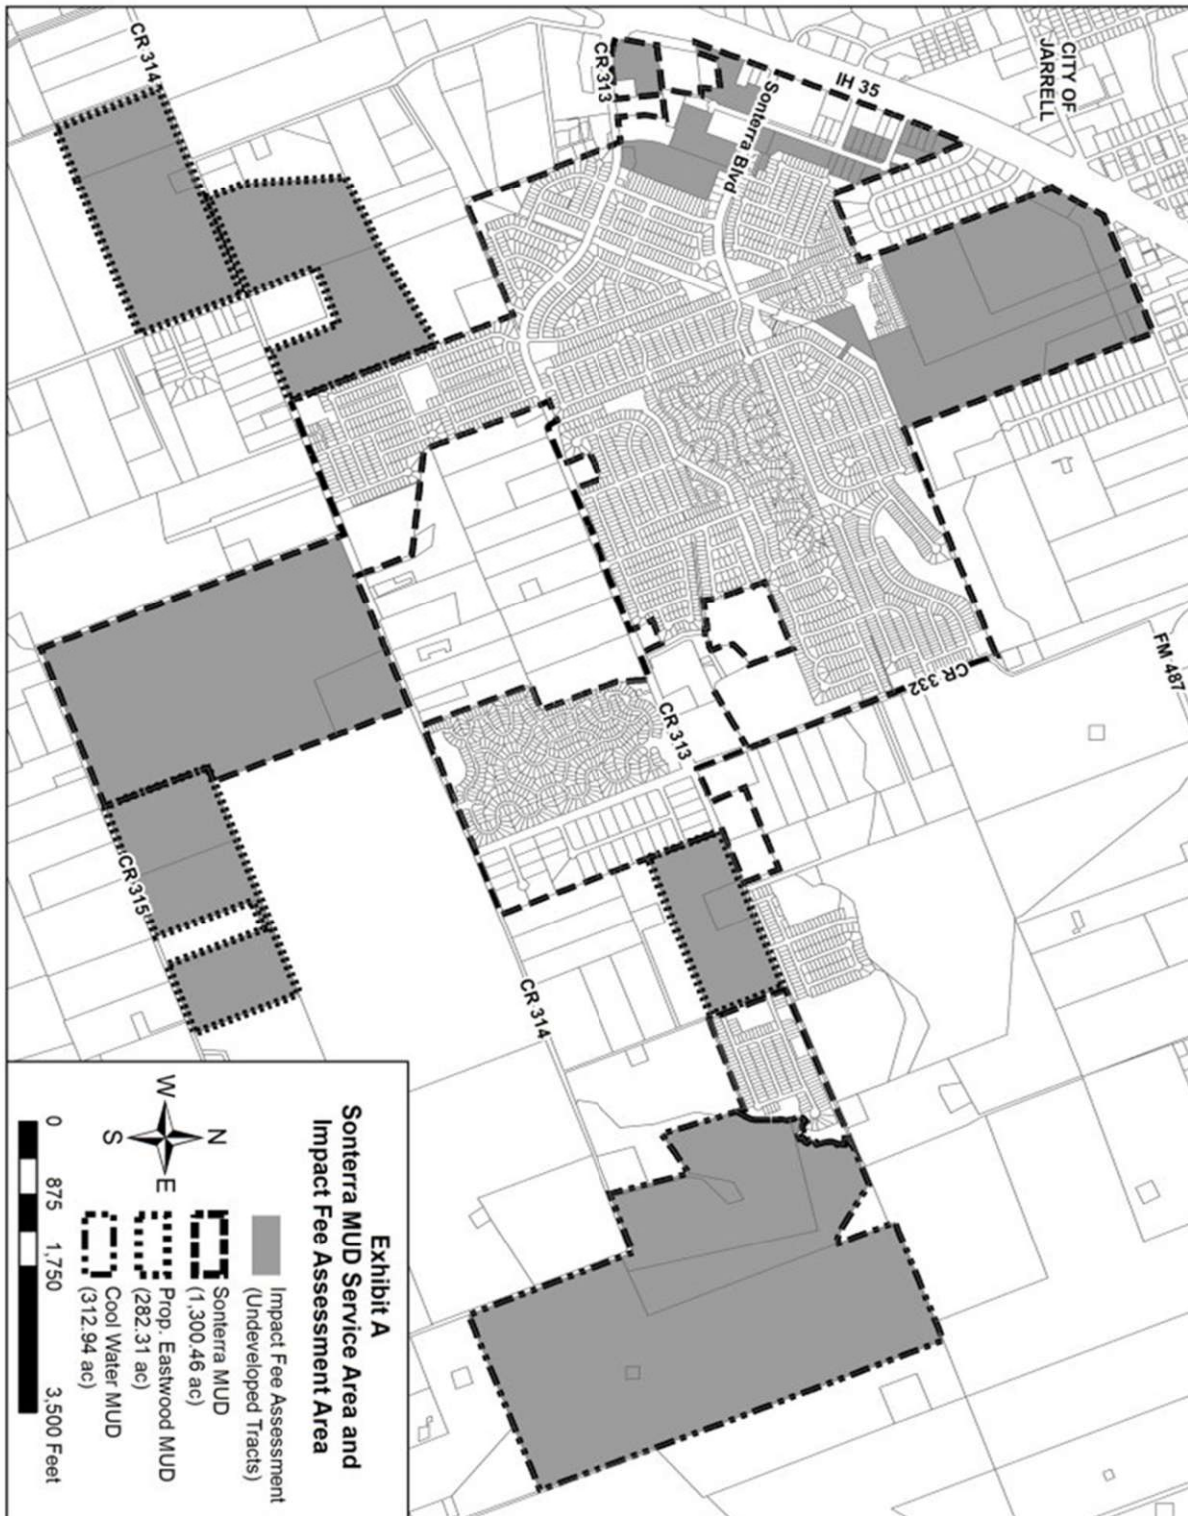 CITY OF
JARRELL
IH 35
FM 487
Sonterra Blvd
CR 313
CR 314
CR 332
CR 313
CR 314
CR 315
Exhibit A
Sonterra MUD Service Area and
Impact Fee Assessment Area
Impact Fee Assessment
(Undeveloped Tracts)
Sonterra MUD
(1,300.46 ac)
Prop. Eastwood MUD
(282.31 ac)
Cool Water MUD
(312.94 ac)
N
W
E
S
0 875 1,750 3,500 Feet